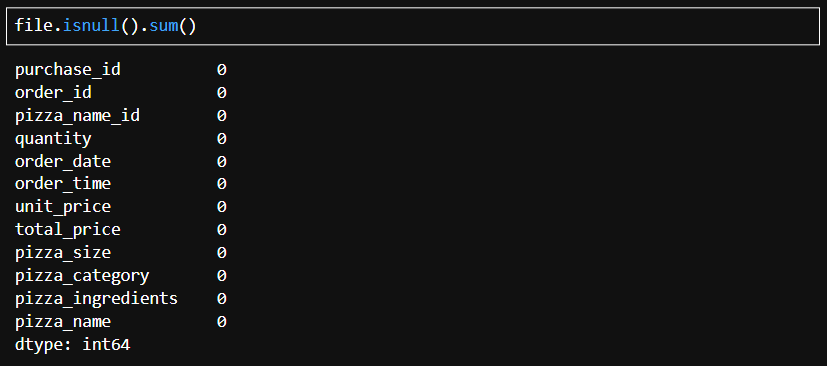 file.isnull().sum()
purchase_id 0
order_id 0
pizza_name_id 0
quantity 0
order_date 0
order_time 0
unit_price 0
total_price 0
pizza_size 0
pizza_category 0
pizza_ingredients 0
pizza_name 0
dtype: int64